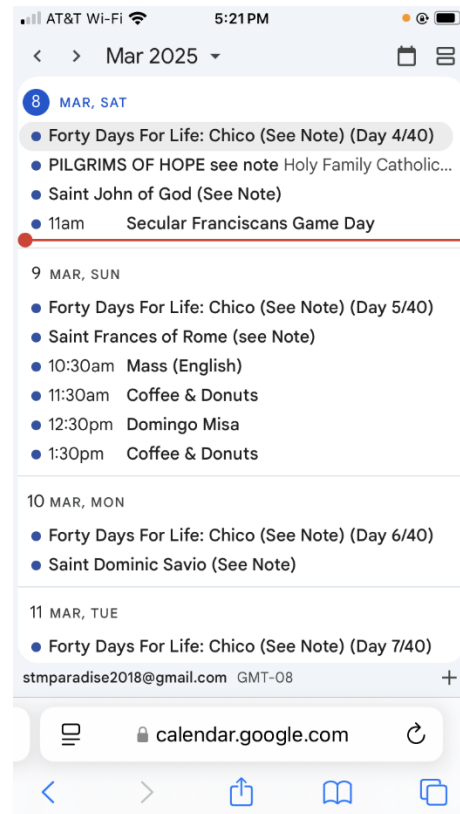 AT&T Wi-Fi 5:21 PM
Mar 2025
8 MAR, SAT
Forty Days For Life: Chico (See Note) (Day 4/40)
PILGRIMS OF HOPE see note Holy Family Catholic...
Saint John of God (See Note)
11am Secular Franciscans Game Day
9 MAR, SUN
Forty Days For Life: Chico (See Note) (Day 5/40)
Saint Frances of Rome (see Note)
10:30am Mass (English)
11:30am Coffee & Donuts
12:30pm Domingo Misa
1:30pm Coffee & Donuts
10 MAR, MON
Forty Days For Life: Chico (See Note) (Day 6/40)
Saint Dominic Savio (See Note)
11 MAR, TUE
Forty Days For Life: Chico (See Note) (Day 7/40)
stmparadise2018@gmail.com GMT-08
calendar.google.com